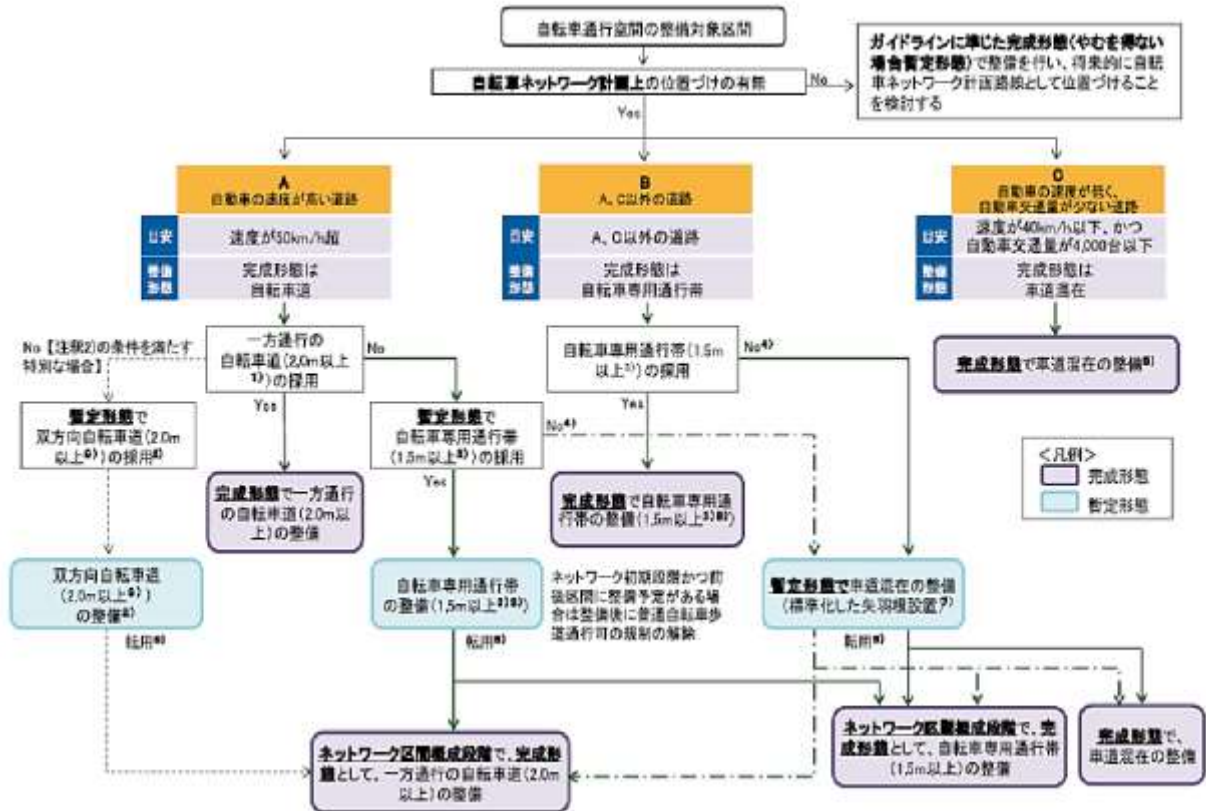 自転車通行空間の整備対象区間
自転車ネットワーク計画上の位置づけの有無
No
ガイドラインに準じた完成形態(やむを得ない
場合暫定形態)で整備を行い、将来的に自転
車ネットワーク計画路線として位置づけること
を検討する
Yes
A
自動車の速度が高い道路
目安
速度が50km/h超
整備
形態
完成形態は
自転車道
B
A、C以外の道路
目安
A、C以外の道路
整備
形態
完成形態は
自転車専用通行帯
C
自動車の速度が低く、
自動車交通量が少ない道路
目安
速度が40km/h以下、かつ
自動車交通量が4,000台以下
整備
形態
完成形態は
車道混在
No【注釈2)の条件を満たす
特別な場合】
一方通行の
自転車道(2.0m以上
1))の採用
No
Yes
自転車専用通行帯(1.5m
以上)の採用
No4)
Yes
完成形態で車道混在の整備
暫定形態で
双方向自転車道(2.0m
以上)の採用
暫定形態で
自転車専用通行帯
(1.5m以上)の採用
No4)
Yes
完成形態で一方通行
の自転車道(2.0m以
上)の整備
完成形態で自転車専用通
行帯の整備(1.5m以上)
<凡例>
完成形態
暫定形態
双方向自転車道
(2.0m以上)
の整備
自転車専用通行帯
の整備(1.5m以上)
ネットワーク初期段階かつ前
後区間に整備予定がある場
合は整備後に普通自転車歩
道通行可の規制の解除
暫定形態で車道混在の整備
(標準化した矢羽根設置7))
転用
転用
転用
ネットワーク区間概成段階で、完成形
態として、一方通行の自転車道(2.0m
以上)の整備
ネットワーク区間概成段階で、完
成形態として、自転車専用通行帯
(1.5m以上)の整備
完成形態で、
車道混在の整備